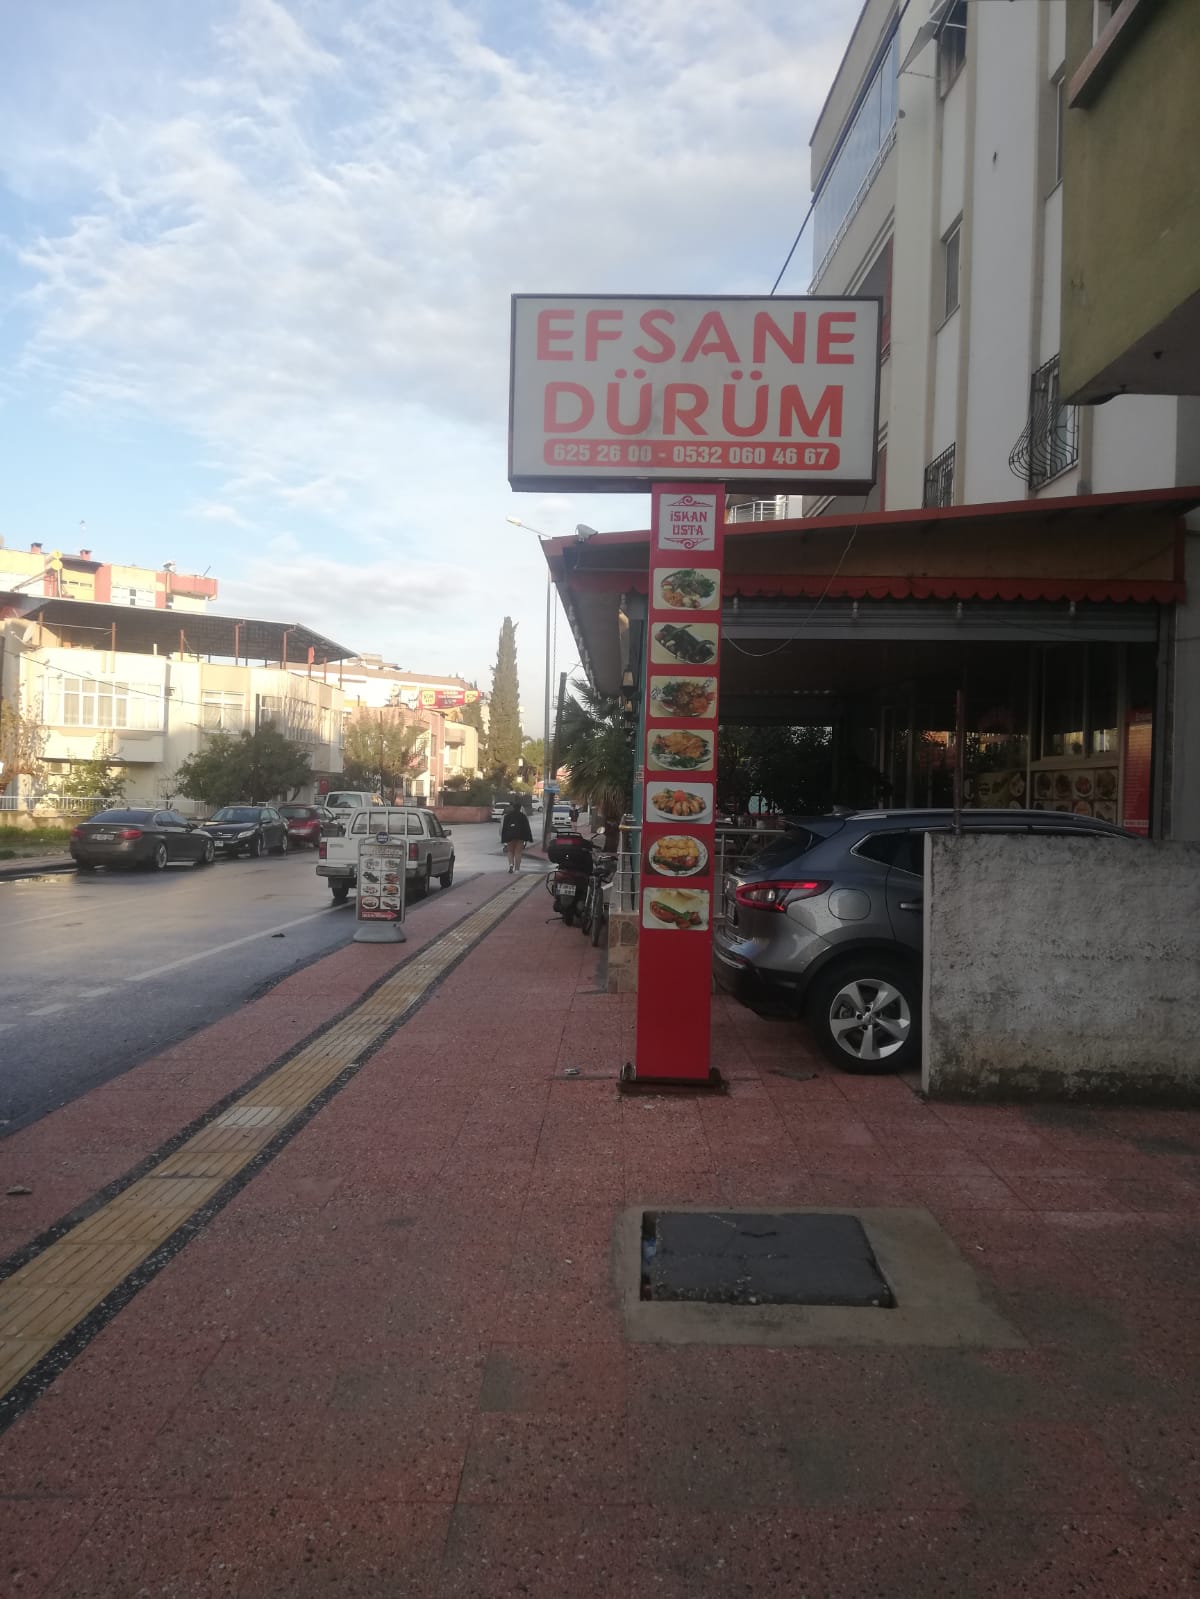 EFSANE
DÜRÜM
625 26 00 - 0532 060 46 67
İSKAN
USTA